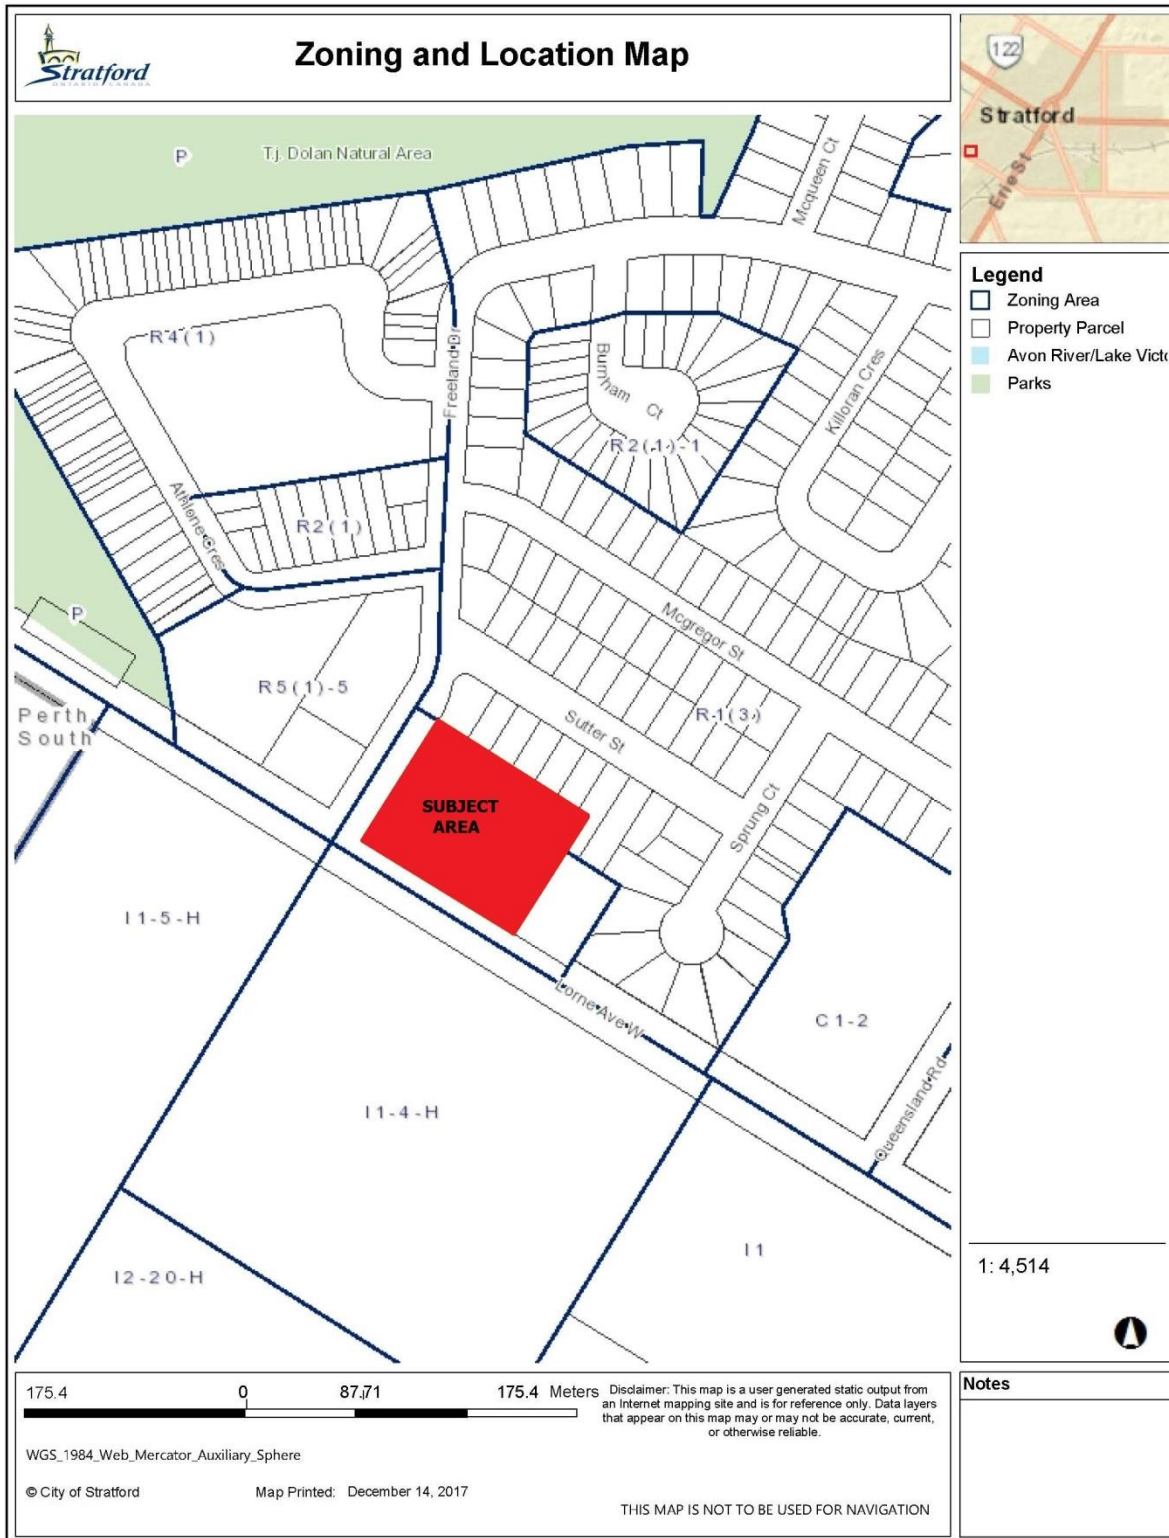 Stratford
ONTARIO CANADA
Zoning and Location Map
122
Stratford
Erie St
P
T.j. Dolan Natural Area
Mcqueen Ct
R4(1)
Freeland Dr
Burnham Ct
Killoran Cres
R2(1)-1
Athlone Cres
R2(1)
P
Mcgregor St
R5(1)-5
R1(3)
Perth
South
Sutter St
SUBJECT
AREA
Sprung Ct
I1-5-H
Lorne Ave W
C1-2
Queensland Rd
I1-4-H
I1
I2-20-H
Legend
Zoning Area
Property Parcel
Avon River/Lake Victo
Parks
1: 4,514
175.4 0 87.71 175.4 Meters
Disclaimer: This map is a user generated static output from
an Internet mapping site and is for reference only. Data layers
that appear on this map may or may not be accurate, current,
or otherwise reliable.
WGS_1984_Web_Mercator_Auxiliary_Sphere
© City of Stratford Map Printed: December 14, 2017
THIS MAP IS NOT TO BE USED FOR NAVIGATION
Notes